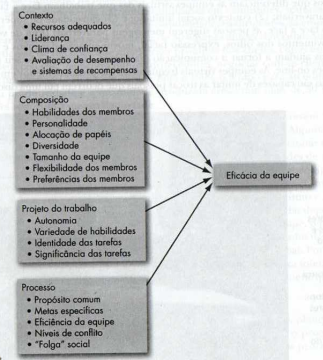 Contexto
• Recursos adequados
• Liderança
• Clima de confiança
• Avaliação de desempenho
e sistemas de recompensas
Composição
• Habilidades dos membros
• Personalidade
• Alocação de papéis
• Diversidade
• Tamanho da equipe
• Flexibilidade dos membros
• Preferências dos membros
Projeto do trabalho
• Autonomia
• Variedade de habilidades
• Identidade das tarefas
• Significância das tarefas
Processo
• Propósito comum
• Metas específicas
• Eficiência da equipe
• Níveis de conflito
• "Folga" social
Eficácia da equipe